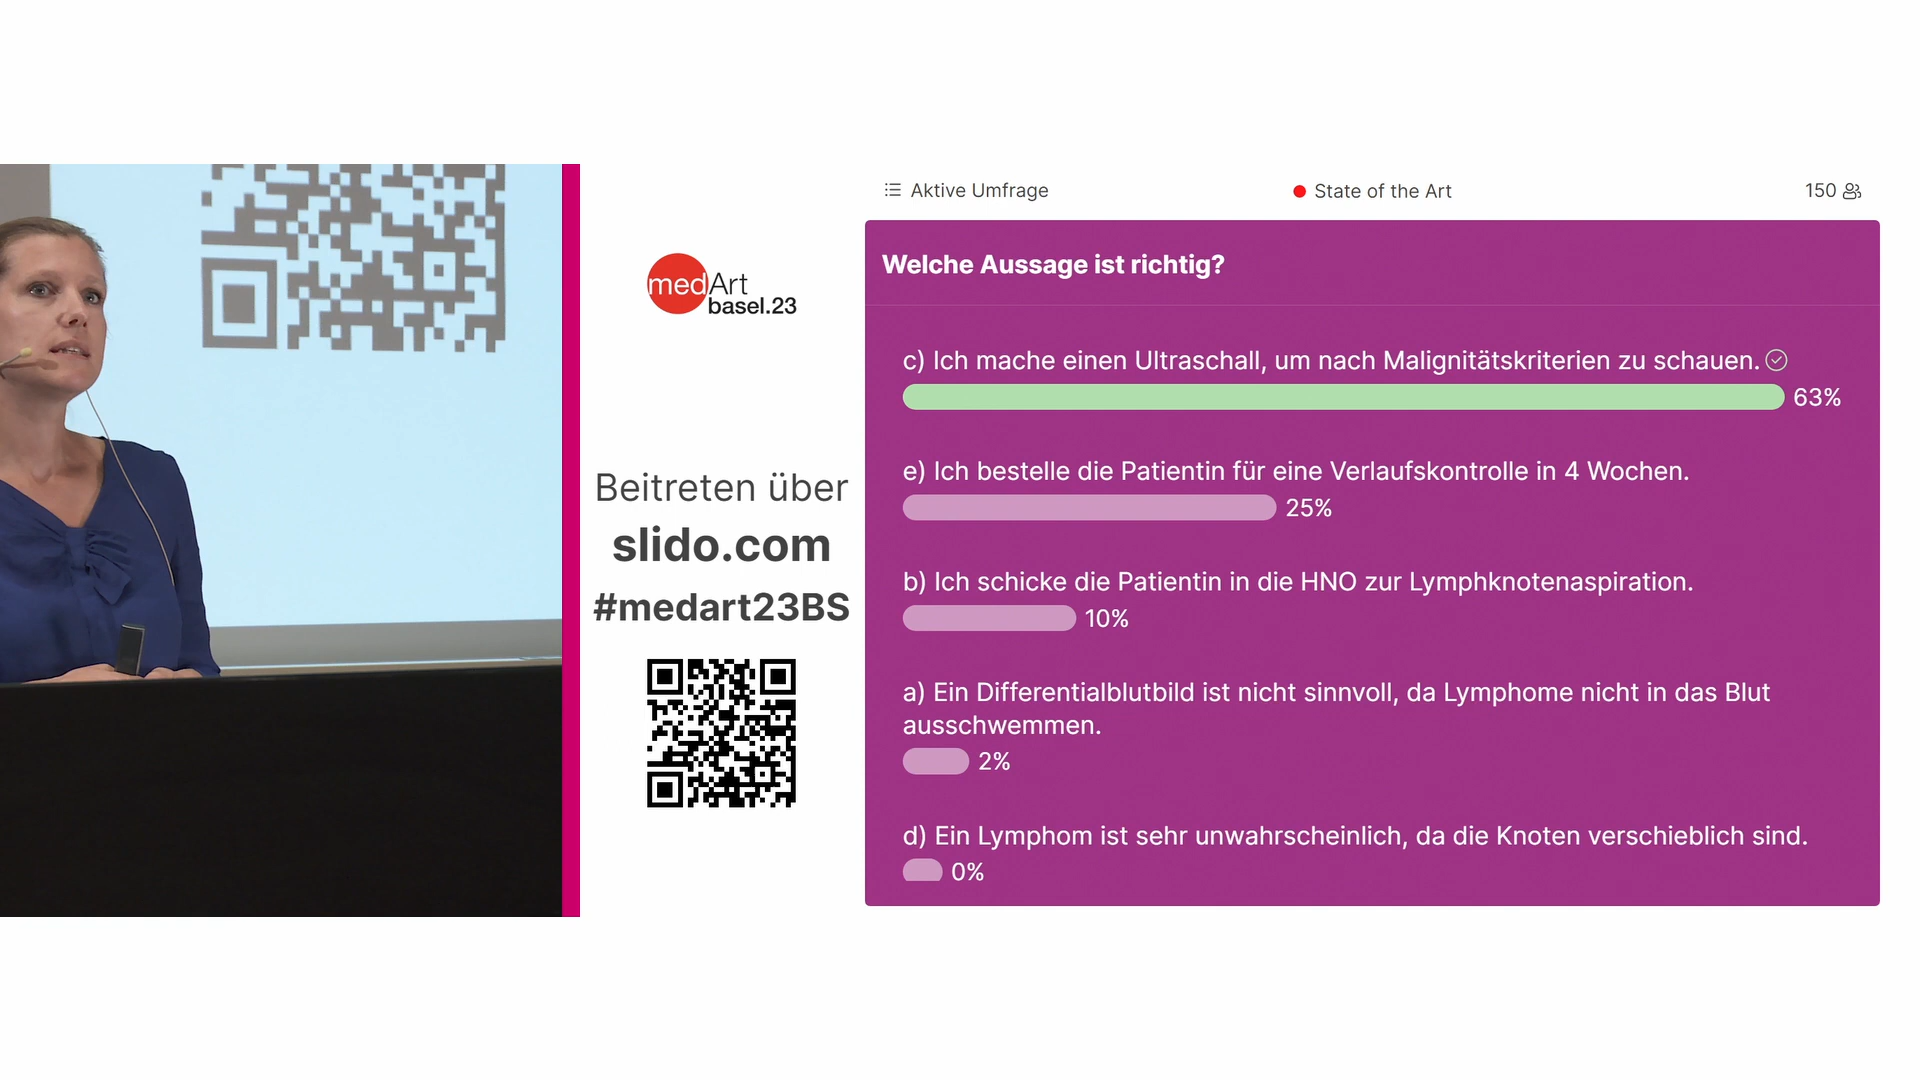 Aktive Umfrage
State of the Art
150
medArt
basel.23
Beitreten über
slido.com
#medart23BS
Welche Aussage ist richtig?
c) Ich mache einen Ultraschall, um nach Malignitätskriterien zu schauen.
63%
e) Ich bestelle die Patientin für eine Verlaufskontrolle in 4 Wochen.
25%
b) Ich schicke die Patientin in die HNO zur Lymphknotenaspiration.
10%
a) Ein Differentialblutbild ist nicht sinnvoll, da Lymphome nicht in das Blut
ausschwemmen.
2%
d) Ein Lymphom ist sehr unwahrscheinlich, da die Knoten verschieblich sind.
0%